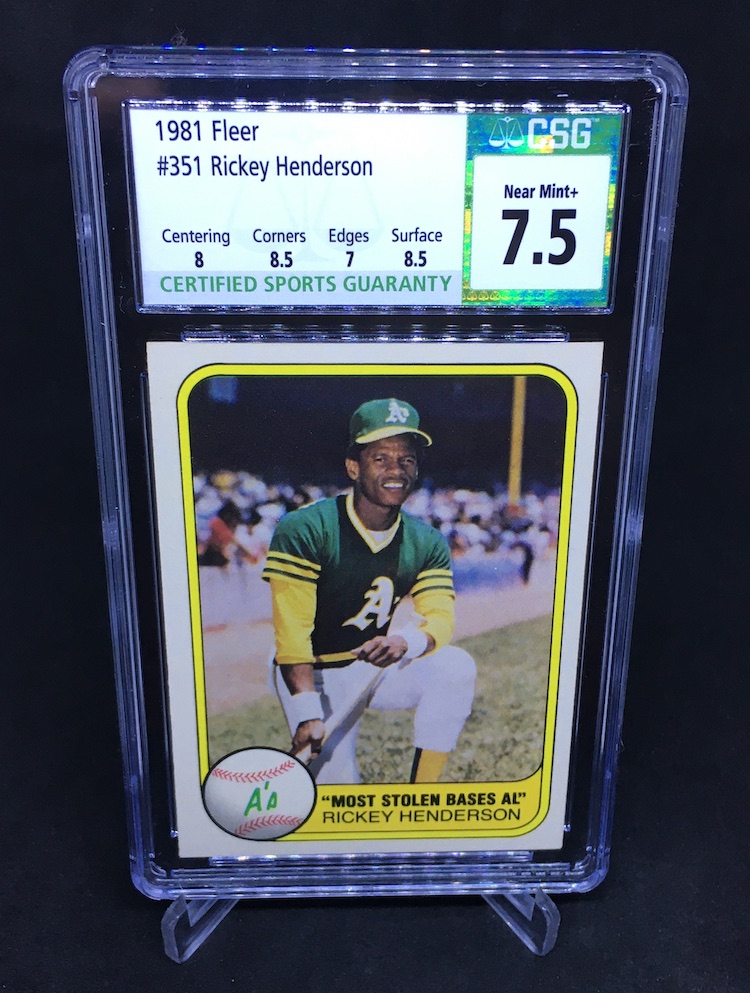 1981 Fleer
#351 Rickey Henderson
CSG™
Near Mint+
7.5
Centering Corners Edges Surface
8 8.5 7 8.5
CERTIFIED SPORTS GUARANTY
A's
A's
A's
"MOST STOLEN BASES AL"
RICKEY HENDERSON